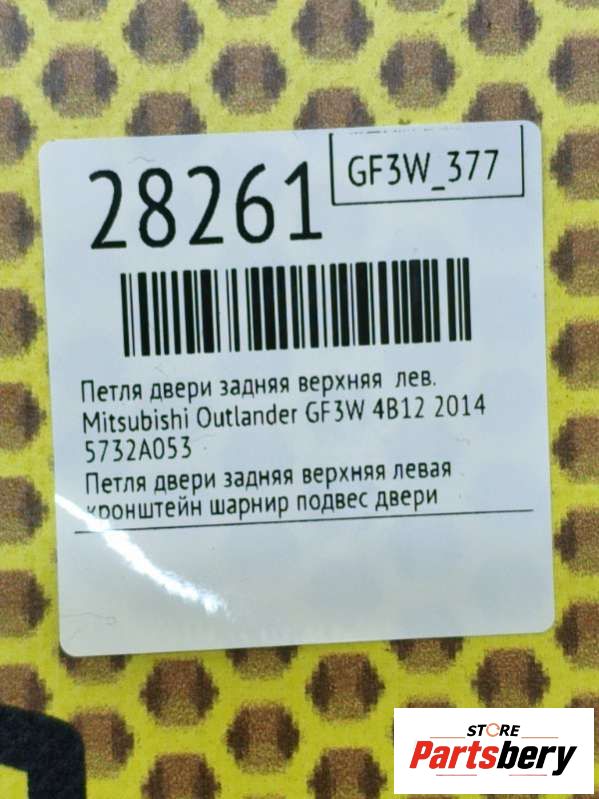 28261
GF3W_377
Петля двери задняя верхняя лев.
Mitsubishi Outlander GF3W 4B12 2014
5732A053
Петля двери задняя верхняя левая
кронштейн шарнир подвес двери
STORE
Partsbery